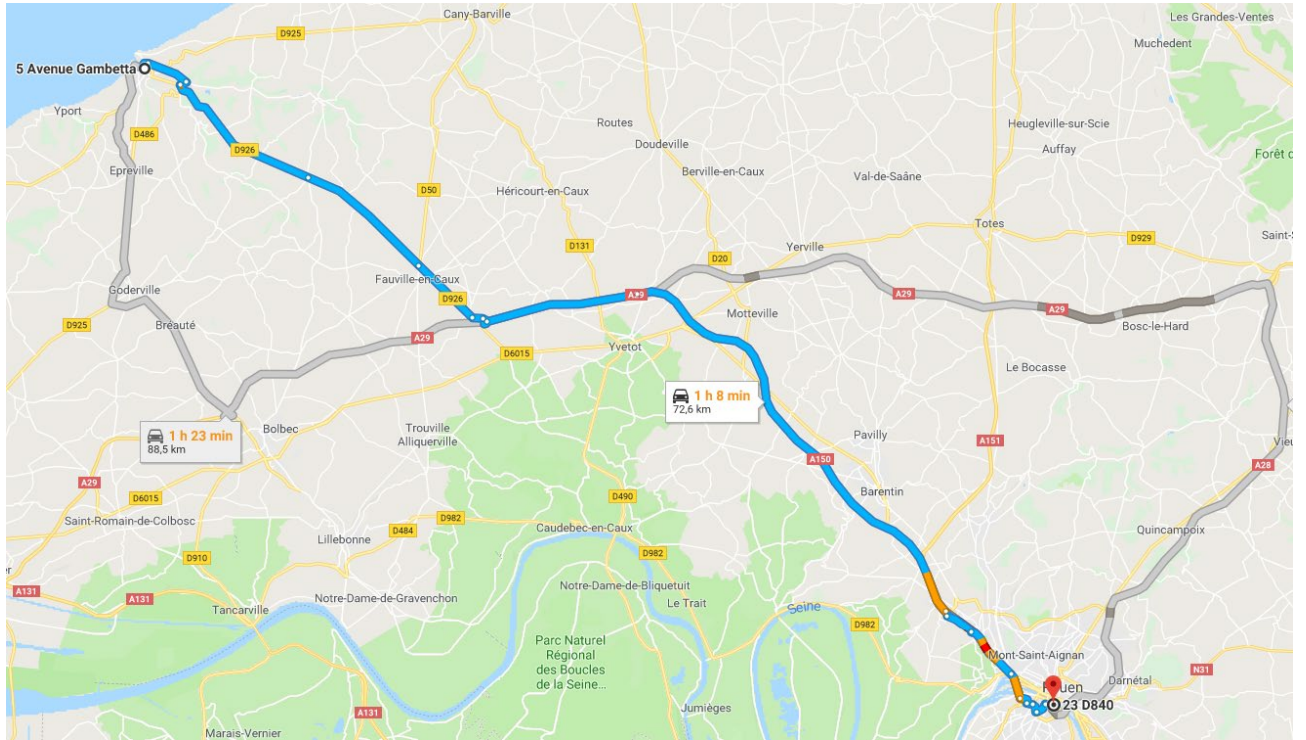 Cany-Barville
Les Grandes-Ventes
D925
Muchedent
5 Avenue Gambetta
Yport
Routes
Heugleville-sur-Scie
D486
Doudeville
Auffay
D926
Forêt d
Epreville
Berville-en-Caux
Val-de-Saâne
D50
Héricourt-en-Caux
Totes
D131
Yerville
D929
Saint-S
D20
Fauville-en-Caux
Goderville
D926
A29
A29
A29
Motteville
D925
Bréauté
Bosc-le-Hard
A29
Yvetot
D6015
Le Bocasse
1 h 8 min
72,6 km
1 h 23 min
88,5 km
Bolbec
Trouville
Alliquerville
Pavilly
A151
Vieu
A150
A28
A29
Barentin
D6015
D490
Saint-Romain-de-Colbosc
D982
Caudebec-en-Caux
D484
Quincampoix
Lillebonne
D982
D910
Notre-Dame-de-Bliquetuit
A131
A131
Notre-Dame-de-Gravenchon
Le Trait
Tancarville
Seine
D982
Parc Naturel
Régional
des Boucles
de la Seine...
Mont-Saint-Aignan
N31
Darnétal
23 D840
Jumièges
A131
Marais-Vernier